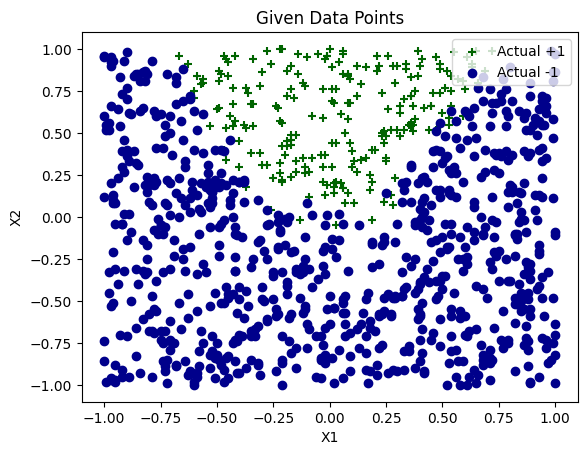 Given Data Points
Actual +1
Actual -1
1.00
0.75
0.50
0.25
0.00
−0.25
−0.50
−0.75
−1.00
X2
−1.00 −0.75 −0.50 −0.25 0.00 0.25 0.50 0.75 1.00
X1